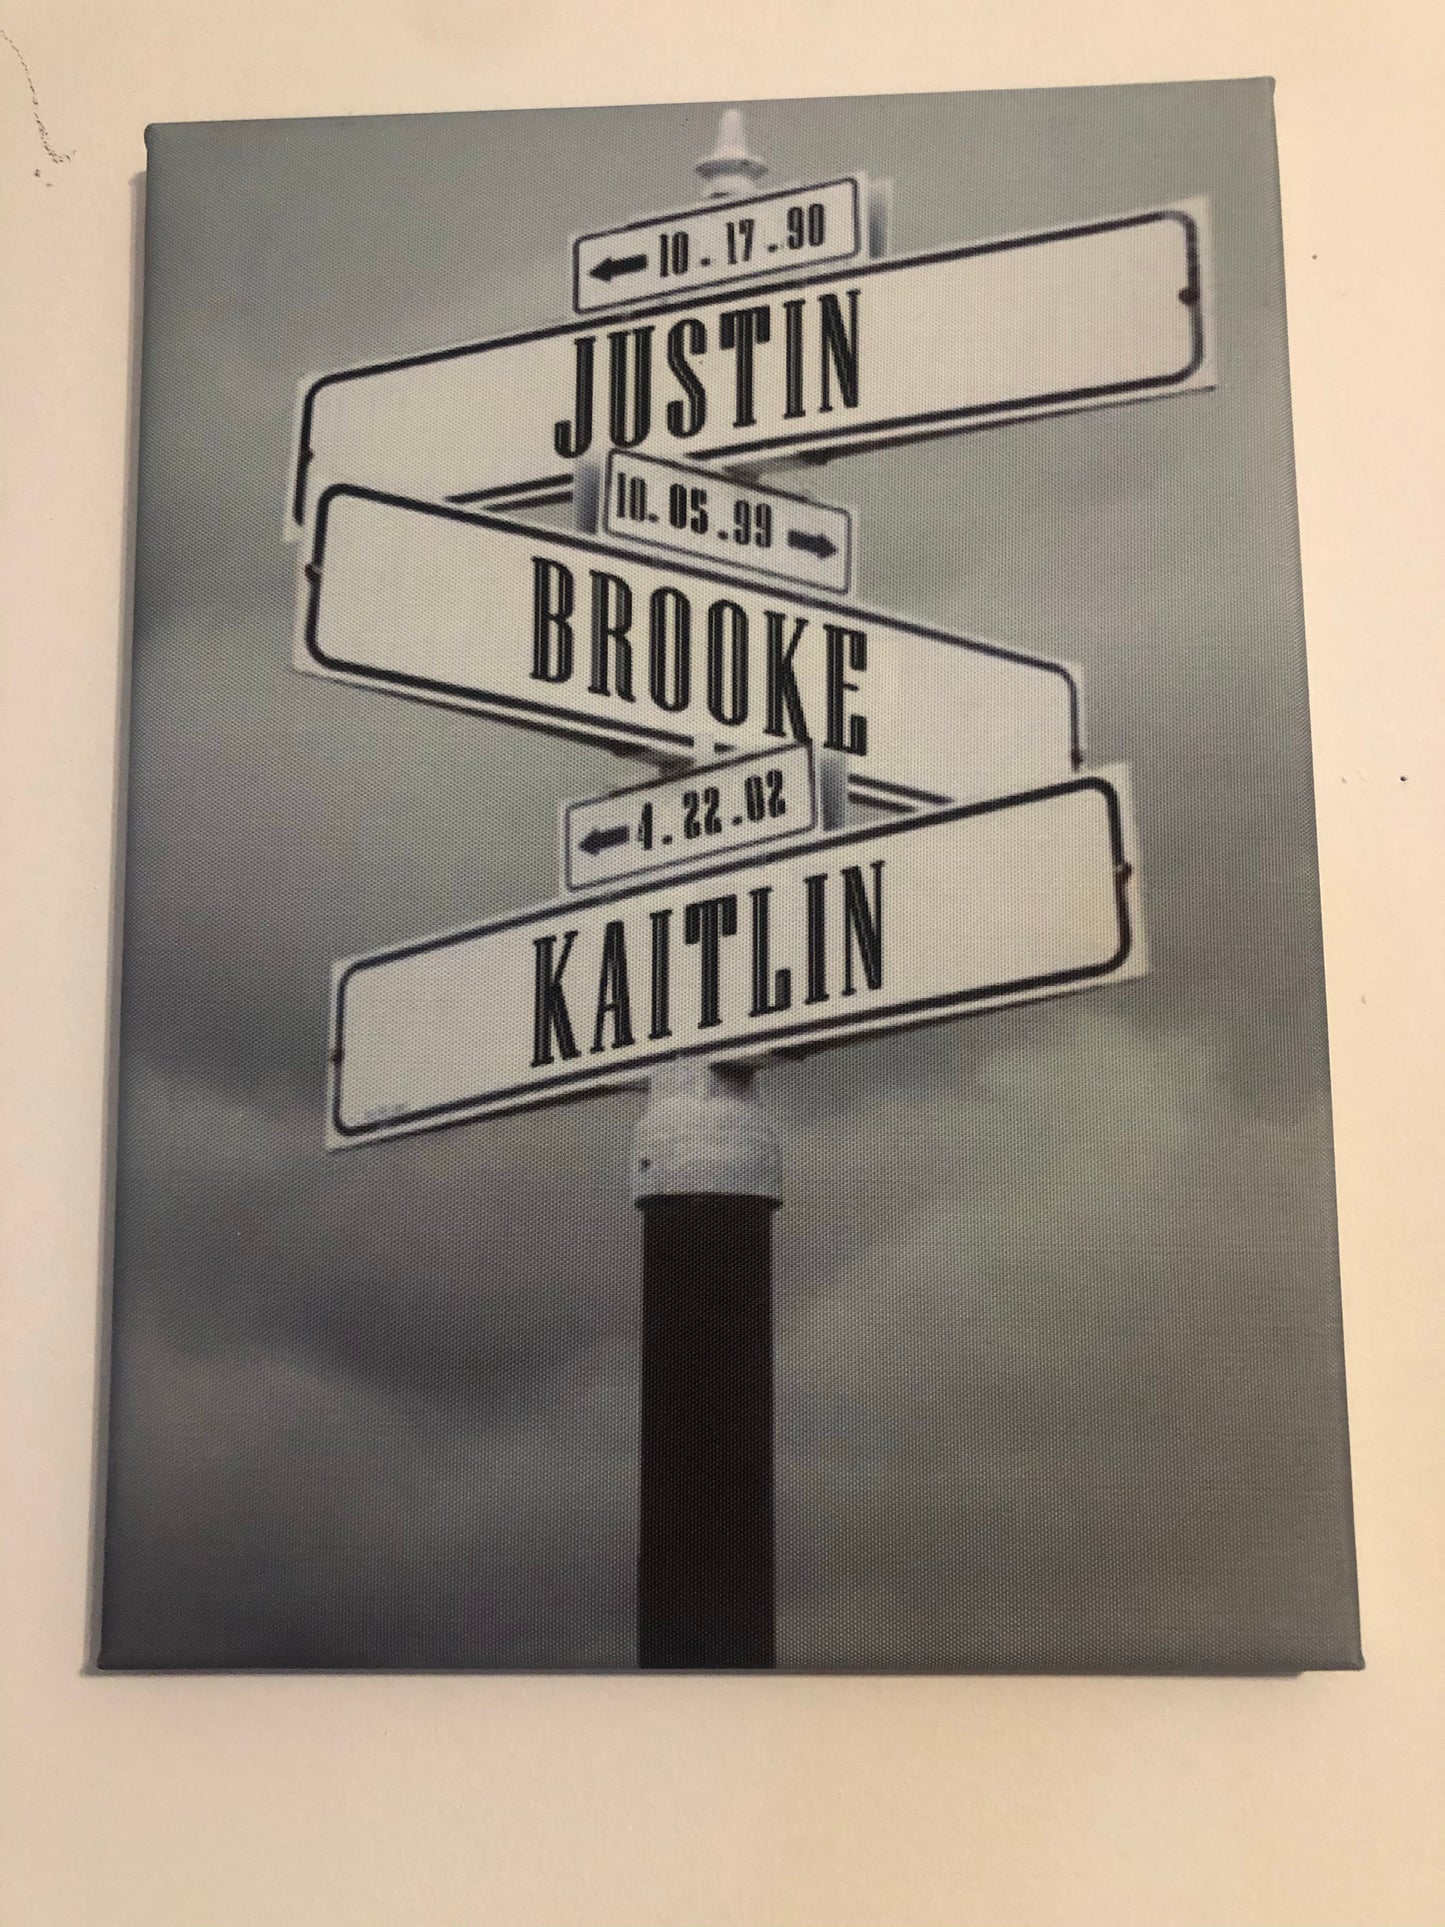 ← 10.17.90
JUSTIN
10.05.99 →
BROOKE
← 4.22.02
KAITLIN